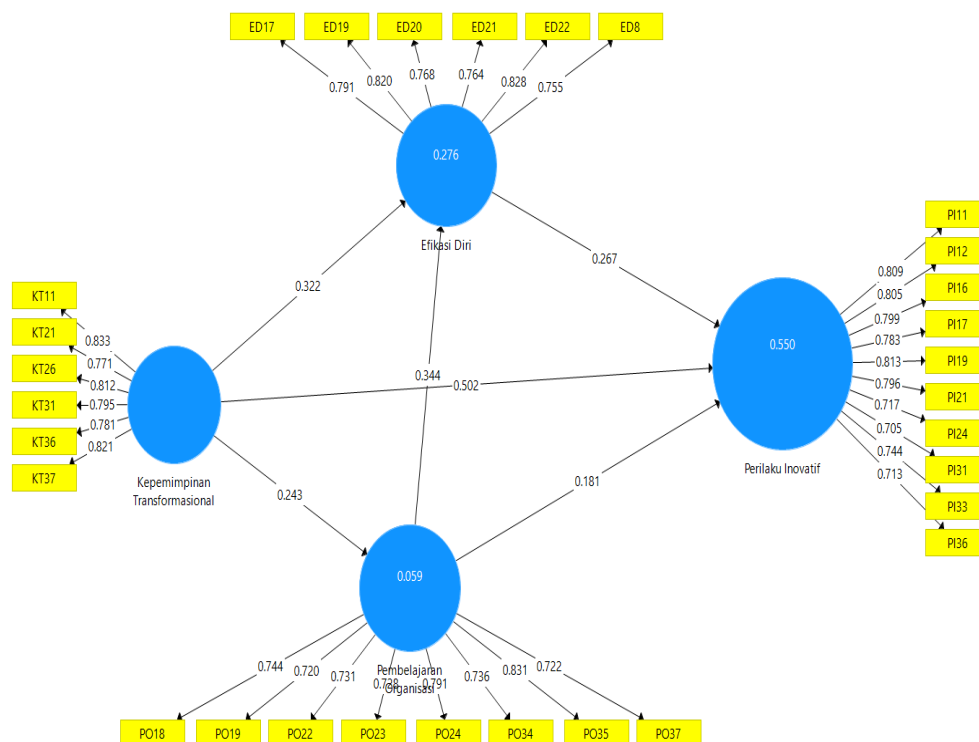 ED17 ED19 ED20 ED21 ED22 ED8
0.791 0.820 0.768 0.764 0.828 0.755
0.276
Efikasi Diri
0.322
0.267
0.344
0.502
KT11
KT21
KT26
KT31
KT36
KT37
0.833
0.771
0.812
0.795
0.781
0.821
Kepemimpinan
Transformasional
0.243
0.181
0.550
Perilaku Inovatif
0.809
0.805
0.799
0.783
0.813
0.796
0.717
0.705
0.744
0.713
PI11
PI12
PI16
PI17
PI19
PI21
PI24
PI31
PI33
PI36
0.059
Pembelajaran
Organisasi
0.744 0.720 0.731 0.791 0.736 0.831 0.722
PO18 PO19 PO22 PO23 PO24 PO34 PO35 PO37